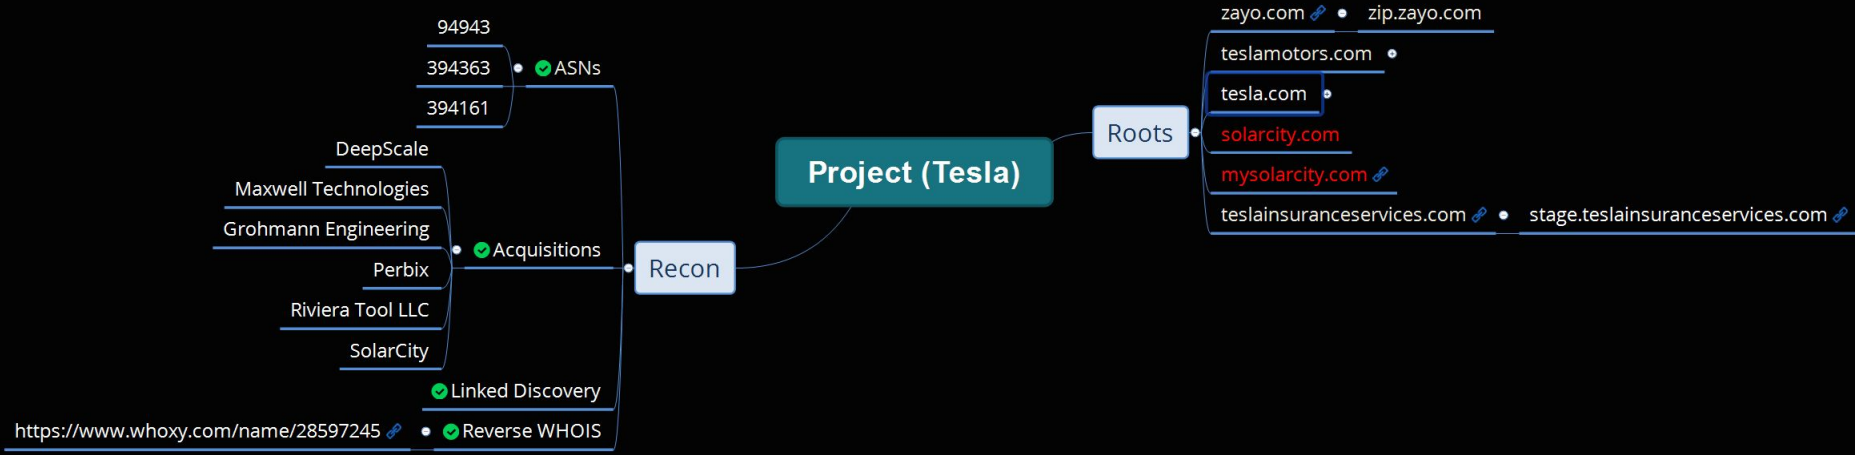 94943
394363
394161
ASNs
DeepScale
Maxwell Technologies
Grohmann Engineering
Perbix
Riviera Tool LLC
SolarCity
Acquisitions
Linked Discovery
https://www.whoxy.com/name/28597245
Reverse WHOIS
Recon
Project (Tesla)
Roots
zayo.com
zip.zayo.com
teslamotors.com
tesla.com
solarcity.com
mysolarcity.com
teslainsuranceservices.com
stage.teslainsuranceservices.com